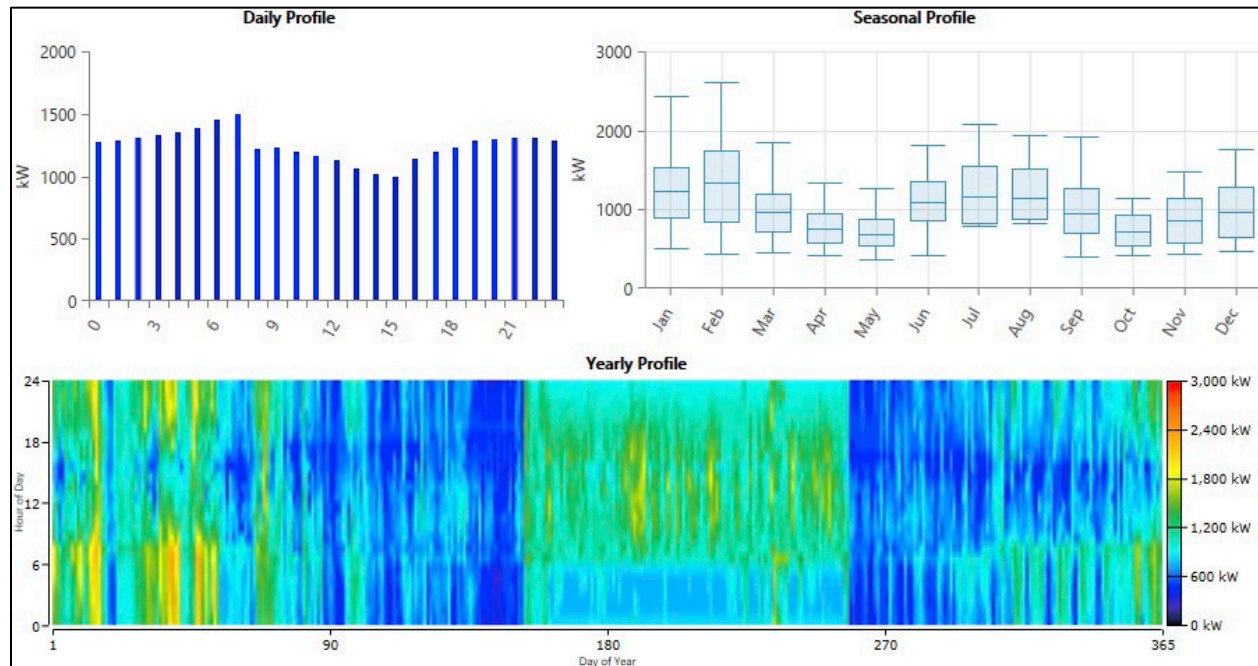 Daily Profile
2000
1500
1000
500
0
kW
0
3
6
9
12
15
18
21
Seasonal Profile
3000
2000
1000
0
kW
Jan
Feb
Mar
Apr
May
Jun
Jul
Aug
Sep
Oct
Nov
Dec
Yearly Profile
24
18
12
6
0
Hour of Day
1
90
180
270
365
Day of Year
3,000 kW
2,400 kW
1,800 kW
1,200 kW
600 kW
0 kW